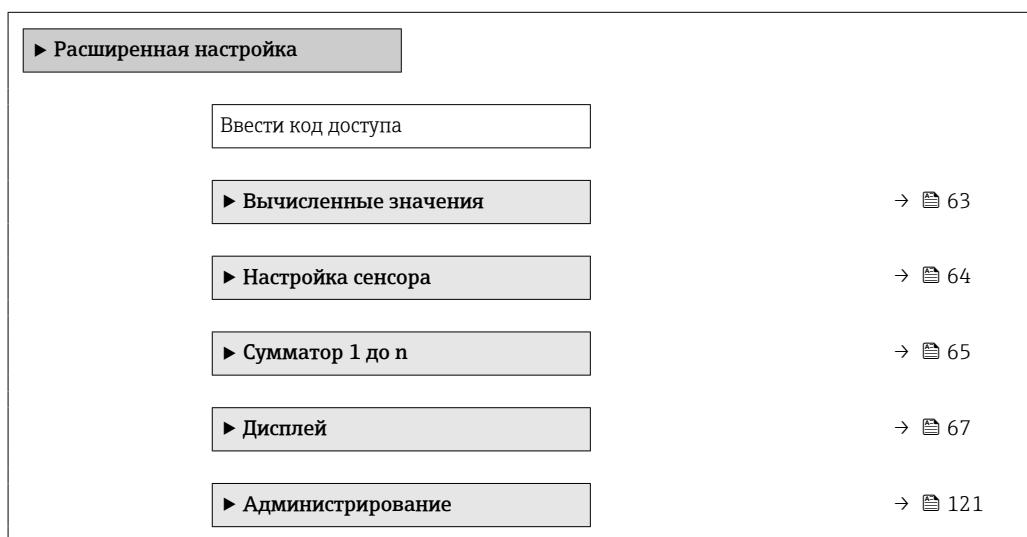 ▶ Расширенная настройка
Ввести код доступа
▶ Вычисленные значения → 63
▶ Настройка сенсора → 64
▶ Сумматор 1 до n → 65
▶ Дисплей → 67
▶ Администрирование → 121